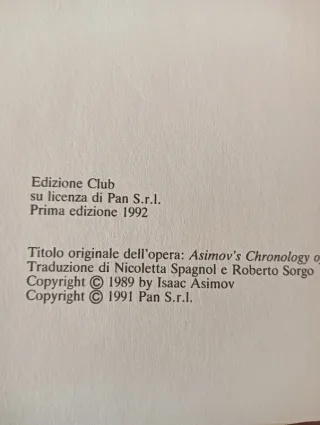 Edizione Club
su licenza di Pan S.r.l.
Prima edizione 1992
Titolo originale dell'opera: Asimov's Chronology of
Traduzione di Nicoletta Spagnol e Roberto Sorgo
Copyright © 1989 by Isaac Asimov
Copyright © 1991 Pan S.r.l.